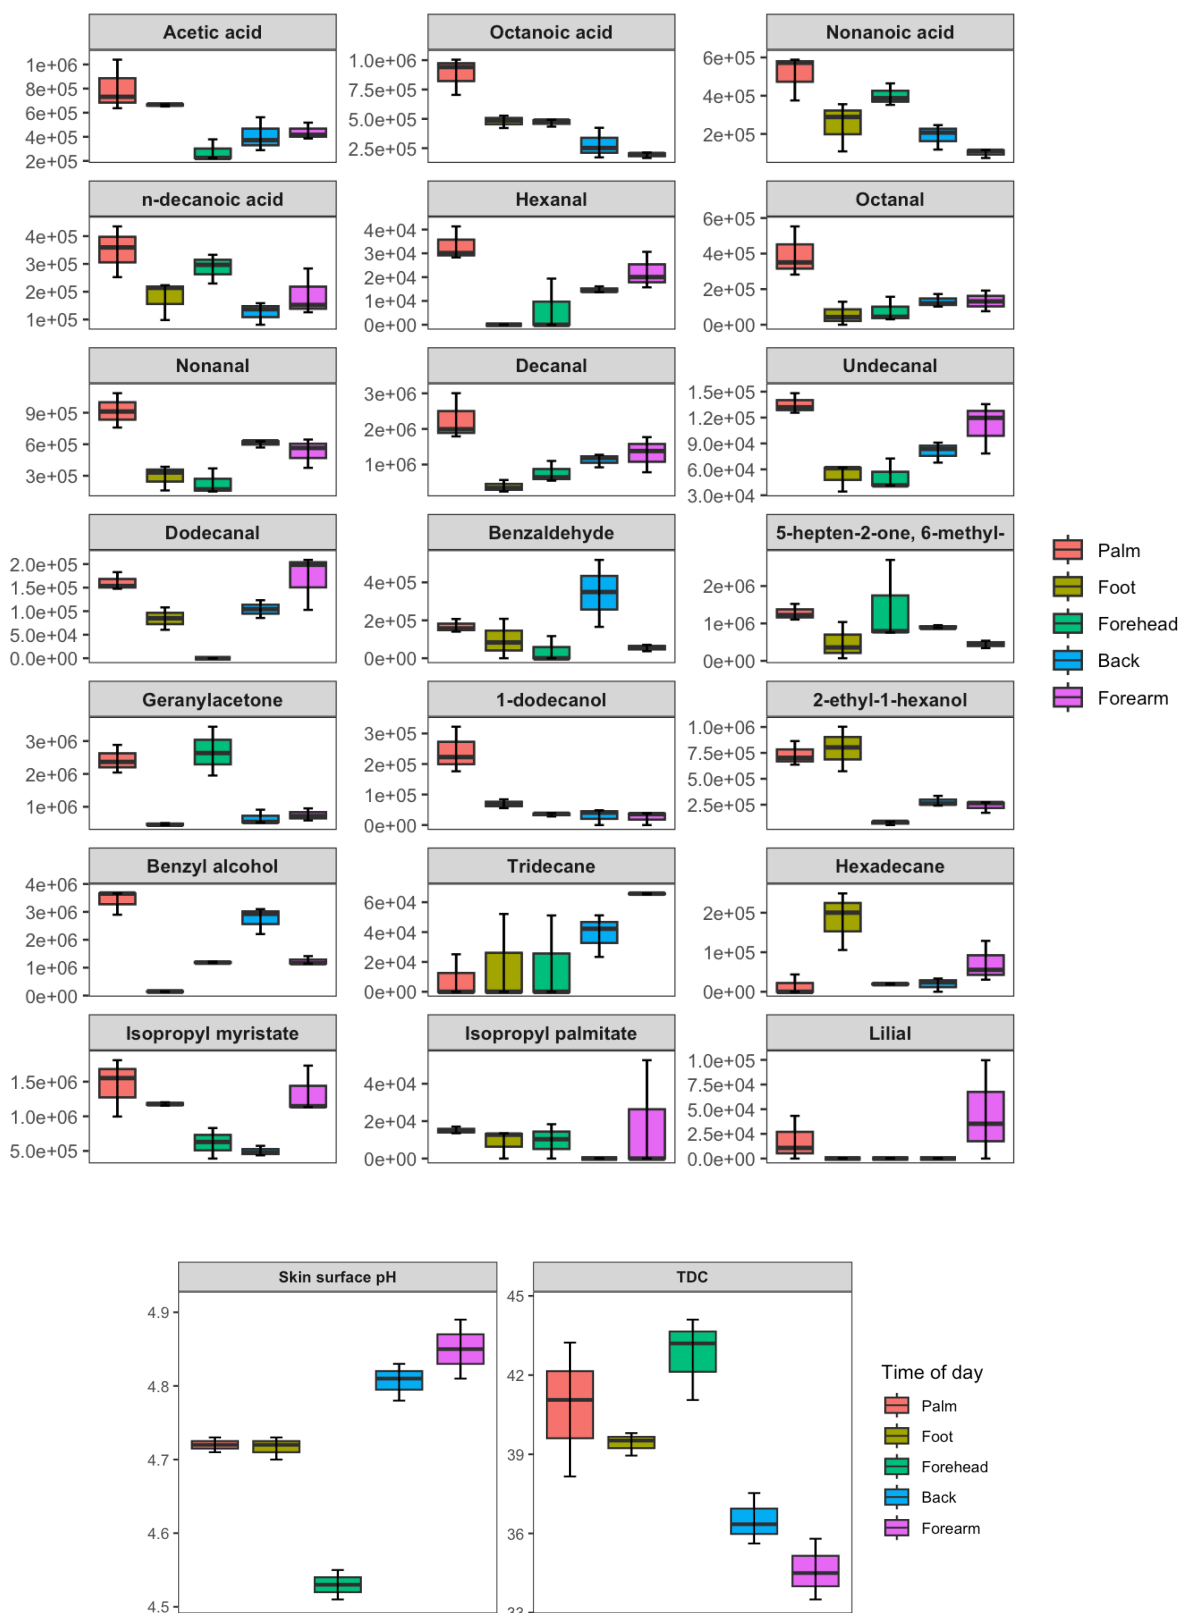 Acetic acid
1e+06
8e+05
6e+05
4e+05
2e+05
Octanoic acid
1.0e+06
7.5e+05
5.0e+05
2.5e+05
Nonanoic acid
6e+05
4e+05
2e+05
n-decanoic acid
4e+05
3e+05
2e+05
1e+05
Hexanal
4e+04
3e+04
2e+04
1e+04
0e+00
Octanal
6e+05
4e+05
2e+05
0e+00
Nonanal
9e+05
6e+05
3e+05
Decanal
3e+06
2e+06
1e+06
Undecanal
1.5e+05
1.2e+05
9.0e+04
6.0e+04
3.0e+04
Dodecanal
2.0e+05
1.5e+05
1.0e+05
5.0e+04
0.0e+00
Benzaldehyde
4e+05
2e+05
0e+00
5-hepten-2-one, 6-methyl-
2e+06
1e+06
0e+00
Palm
Foot
Forehead
Back
Forearm
Geranylacetone
3e+06
2e+06
1e+06
1-dodecanol
3e+05
2e+05
1e+05
0e+00
2-ethyl-1-hexanol
1.0e+06
7.5e+05
5.0e+05
2.5e+05
Benzyl alcohol
4e+06
3e+06
2e+06
1e+06
0e+00
Tridecane
6e+04
4e+04
2e+04
0e+00
Hexadecane
2e+05
1e+05
0e+00
Isopropyl myristate
1.5e+06
1.0e+06
5.0e+05
Isopropyl palmitate
4e+04
2e+04
0e+00
Lilial
1.0e+05
7.5e+04
5.0e+04
2.5e+04
0.0e+00
Skin surface pH
4.9
4.8
4.7
4.6
4.5
TDC
45
42
39
36
33
Time of day
Palm
Foot
Forehead
Back
Forearm